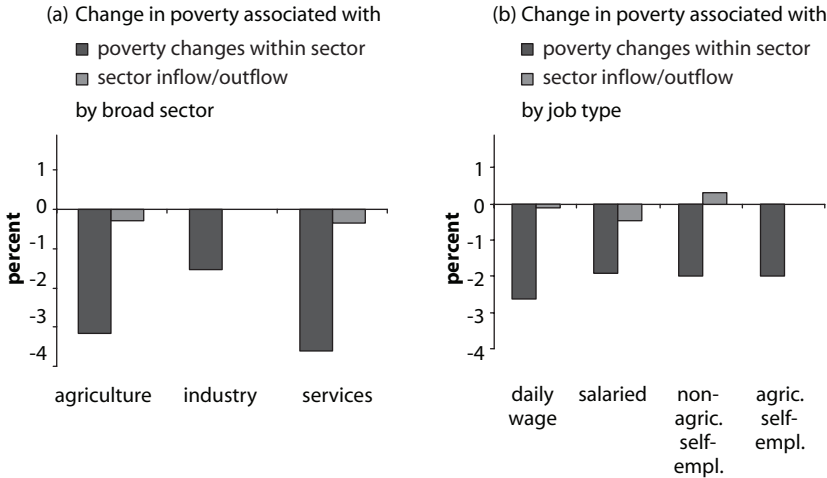 (a) Change in poverty associated with
poverty changes within sector
sector inflow/outflow
by broad sector
percent
1
0
-1
-2
-3
-4
agriculture industry services
(b) Change in poverty associated with
poverty changes within sector
sector inflow/outflow
by job type
percent
1
0
-1
-2
-3
-4
daily salaried non- agric.
wage agric. self-
self- empl.
empl.